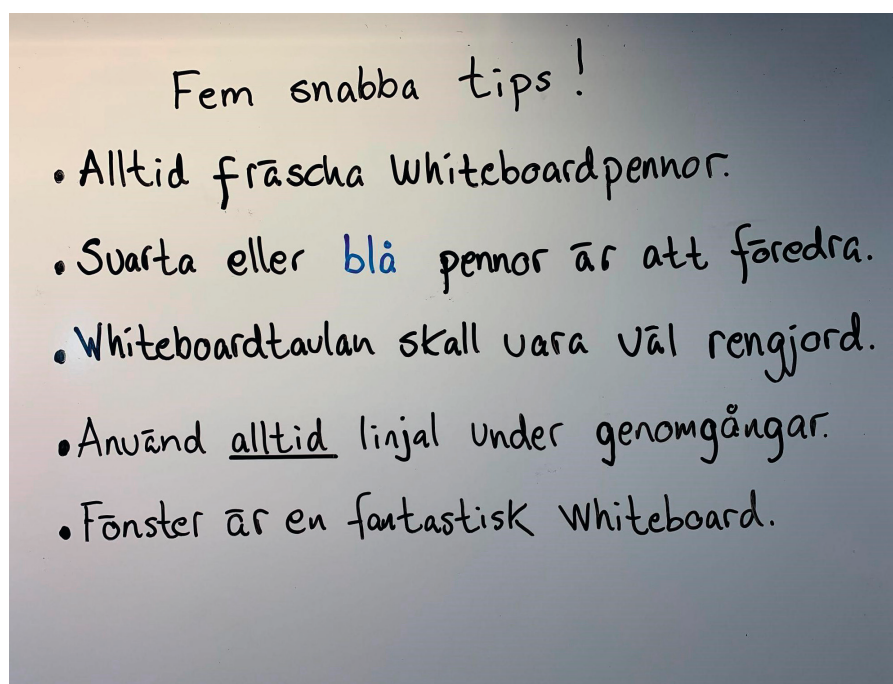 Fem snabba tips!
• Alltid fräscha whiteboardpennor.
• Svarta eller blå pennor är att föredra.
• Whiteboardtavlan skall vara väl rengjord.
• Använd alltid linjal under genomgångar.
• Fönster är en fantastisk whiteboard.